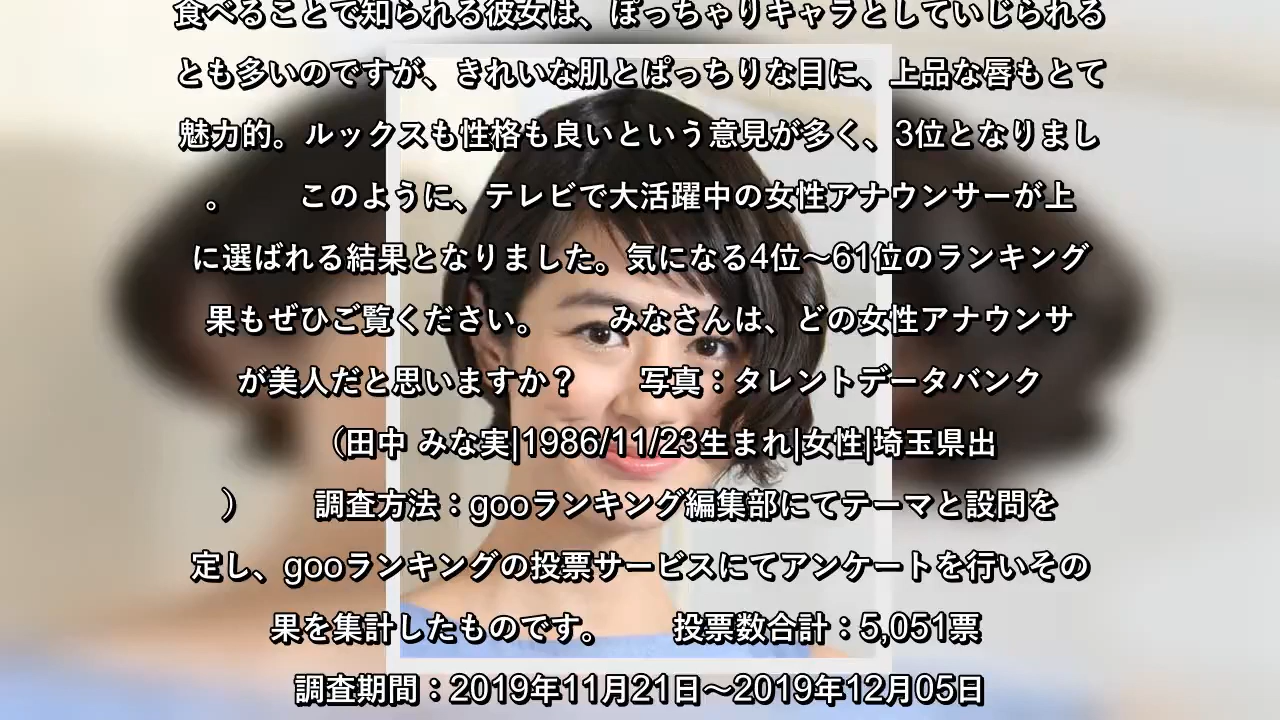 食べることで知られる彼女は、ぽっちゃりキャラとしていじられる
とも多いのですが、きれいな肌とぱっちりな目に、上品な唇もとて
魅力的。ルックスも性格も良いという意見が多く、3位となりまし
。 このように、テレビで大活躍中の女性アナウンサーが上
に選ばれる結果となりました。気になる4位～61位のランキング
果もぜひご覧ください。 みなさんは、どの女性アナウンサ
が美人だと思いますか？ 写真：タレントデータバンク
（田中 みな実|1986/11/23生まれ|女性|埼玉県出
） 調査方法：gooランキング編集部にてテーマと設問を
定し、gooランキングの投票サービスにてアンケートを行いその
果を集計したものです。 投票数合計：5,051票
調査期間：2019年11月21日～2019年12月05日